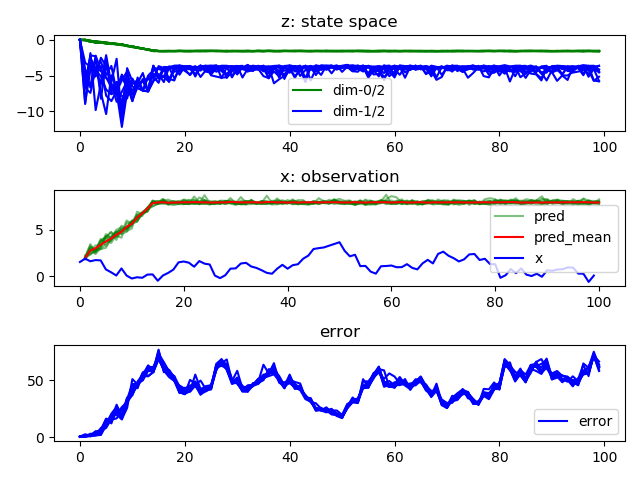 z: state space
0
−5
−10
dim-0/2
dim-1/2
0 20 40 60 80 100
x: observation
5
0
pred
pred_mean
x
0 20 40 60 80 100
error
50
0
error
0 20 40 60 80 100